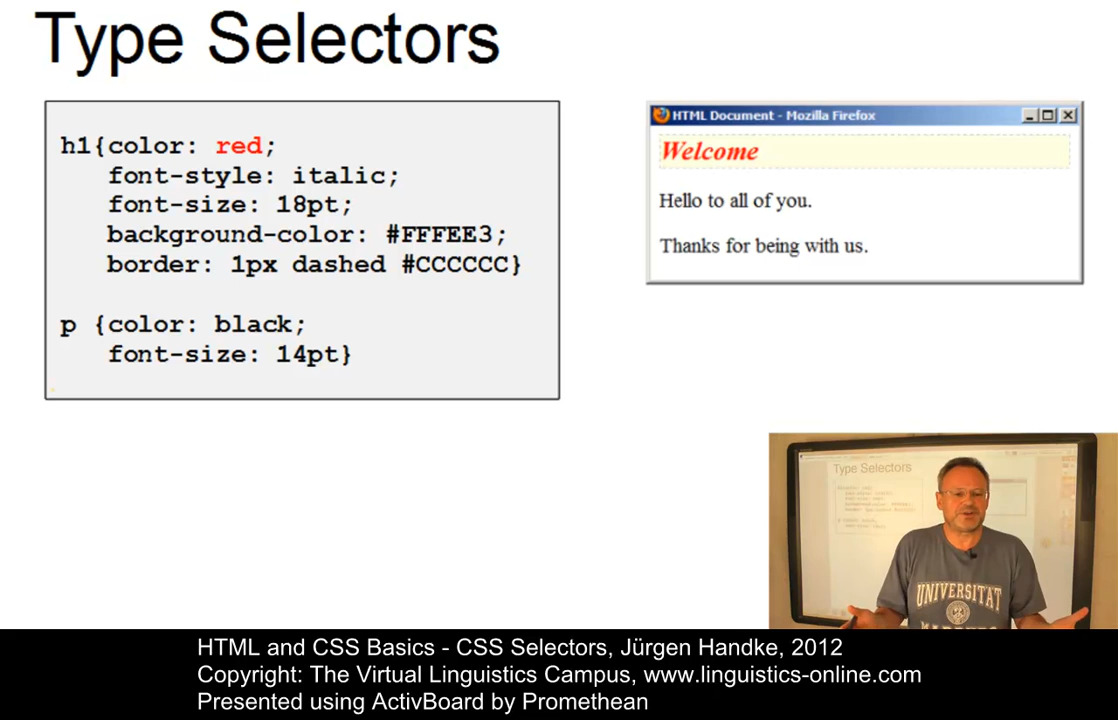 Type Selectors
h1{color: red;
font-style: italic;
font-size: 18pt;
background-color: #FFFEE3;
border: 1px dashed #CCCCCC}
p {color: black;
font-size: 14pt}
HTML Document - Mozilla Firefox
Welcome
Hello to all of you.
Thanks for being with us.
Type Selectors
UNIVERSITAT
HTML and CSS Basics - CSS Selectors, Jürgen Handke, 2012
Copyright: The Virtual Linguistics Campus, www.linguistics-online.com
Presented using ActivBoard by Promethean